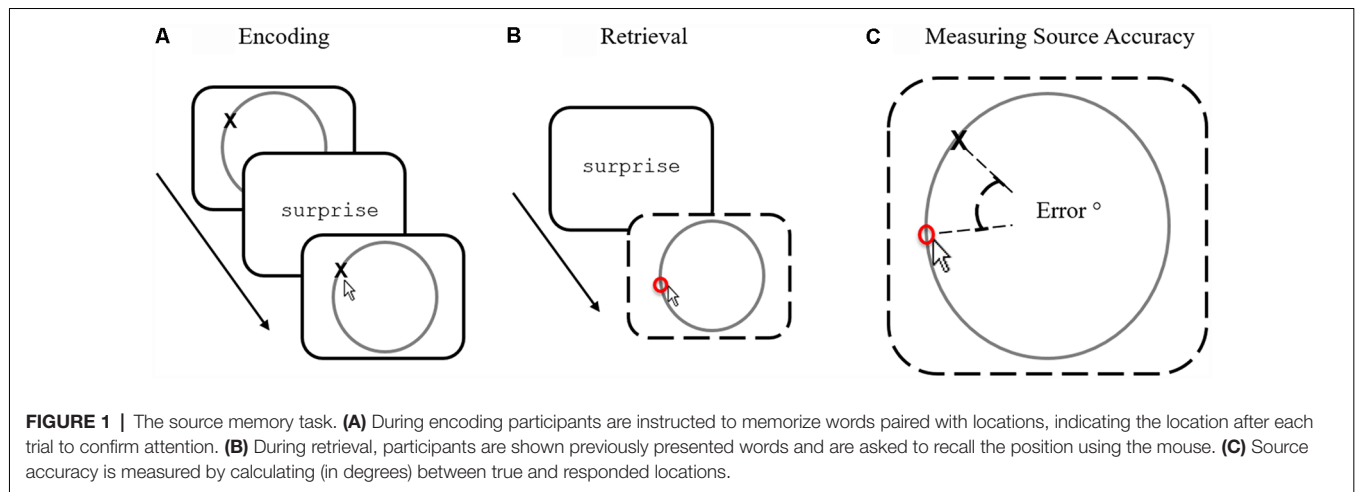 A Encoding
B Retrieval
C Measuring Source Accuracy
X
surprise
X
surprise
X
Error °
FIGURE 1 | The source memory task. (A) During encoding participants are instructed to memorize words paired with locations, indicating the location after each
trial to confirm attention. (B) During retrieval, participants are shown previously presented words and are asked to recall the position using the mouse. (C) Source
accuracy is measured by calculating (in degrees) between true and responded locations.